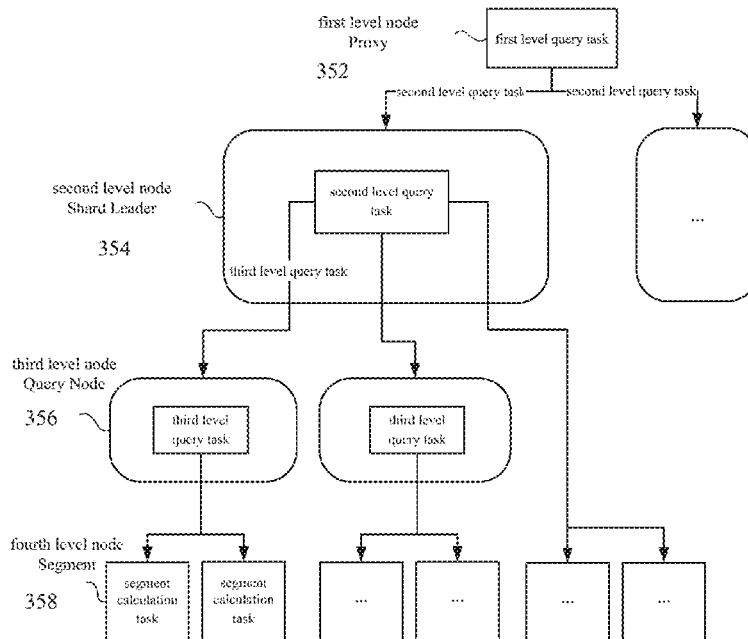 first level node
Proxy
352
first level query task
second level query task
second level query task
second level node
Shard Leader
354
second level query
task
...
third level query task
third level node
Query Node
356
third level
query task
third level
query task
fourth level node
Segment
358
segment
calculation
task
segment
calculation
task
...
...
...
...